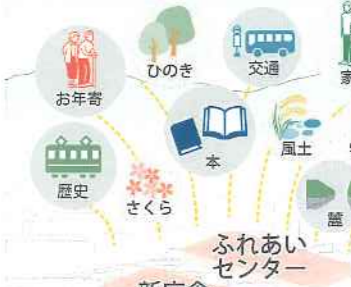 ひのき
交通
お年寄
本
風土
歴史
さくら
ふれあい
センター